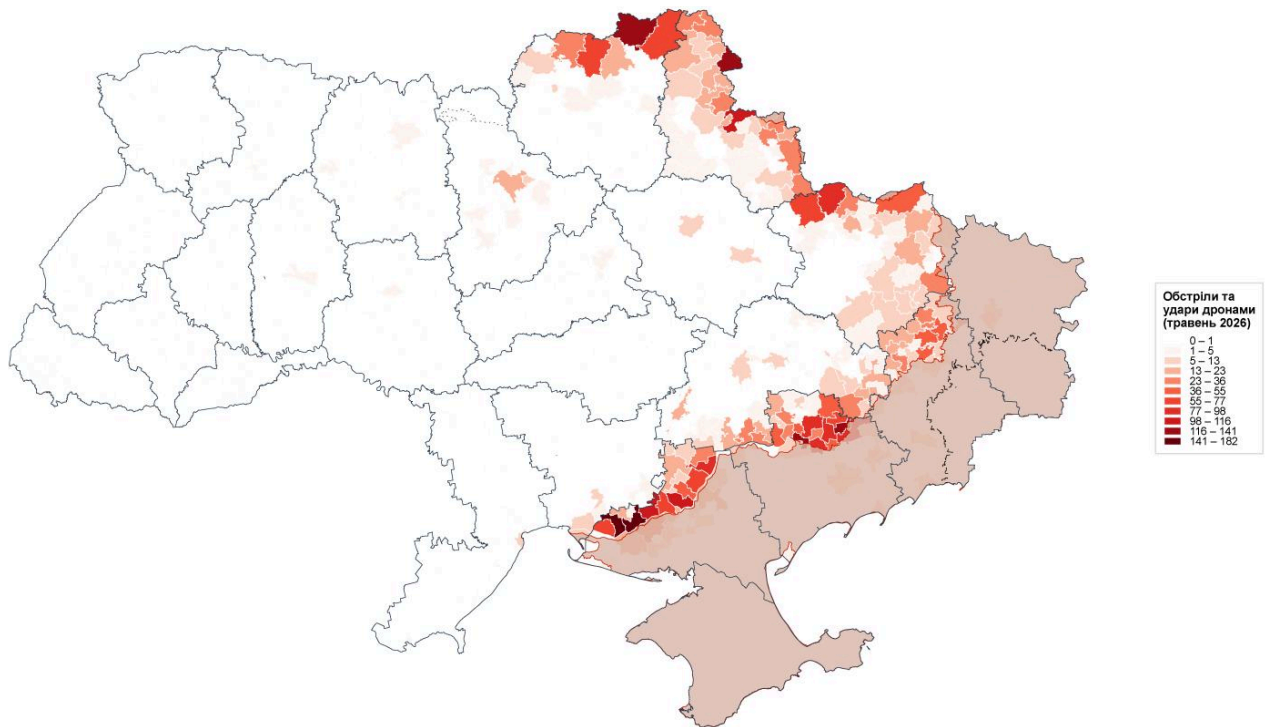 Обстріли та
удари дронами
(травень 2026)
0 – 1
1 – 5
5 – 13
13 – 23
23 – 36
36 – 55
55 – 77
77 – 98
98 – 116
116 – 141
141 – 182